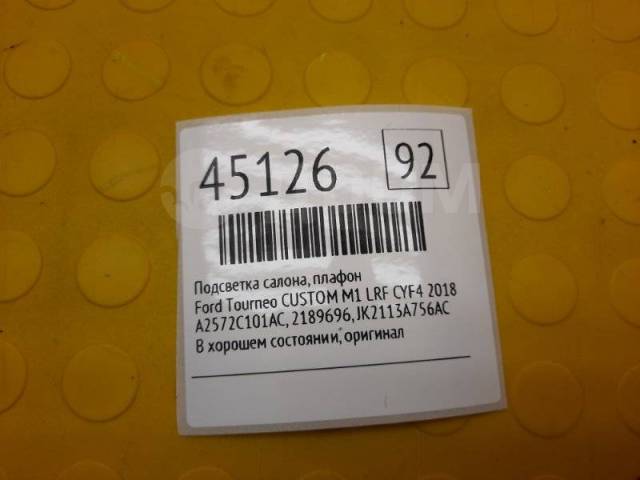 45126
92
Подсветка салона, плафон
Ford Tourneo CUSTOM M1 LRF CYF4 2018
A2572C101AC, 2189696, JK2113A756AC
В хорошем состоянии, оригинал